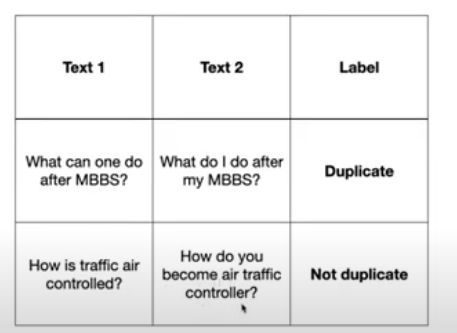 Text 1
Text 2
Label
What can one do
after MBBS?
What do I do after
my MBBS?
Duplicate
How is traffic air
controlled?
How do you
become air traffic
controller?
Not duplicate